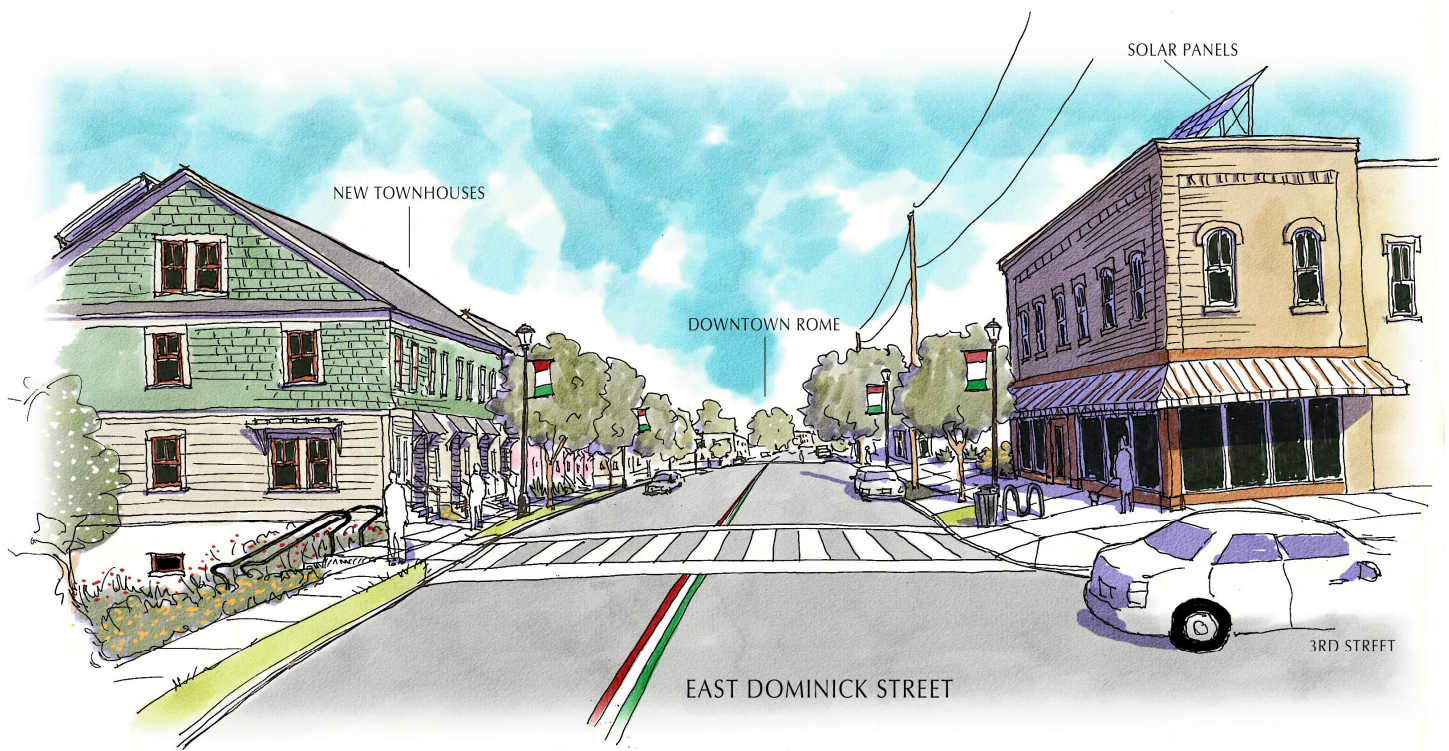 SOLAR PANELS
NEW TOWNHOUSES
DOWNTOWN ROME
3RD STREET
EAST DOMINICK STREET